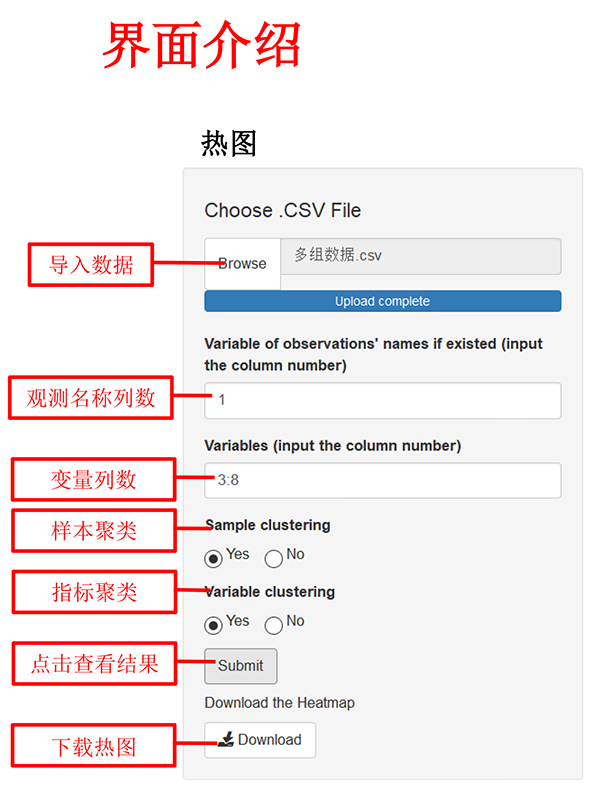 界面介绍
热图
Choose .CSV File
导入数据
Browse
多组数据.csv
Upload complete
Variable of observations' names if existed (input
the column number)
观测名称列数
1
Variables (input the column number)
变量列数
3:8
样本聚类
Sample clustering
Yes No
指标聚类
Variable clustering
Yes No
点击查看结果
Submit
Download the Heatmap
下载热图
Download